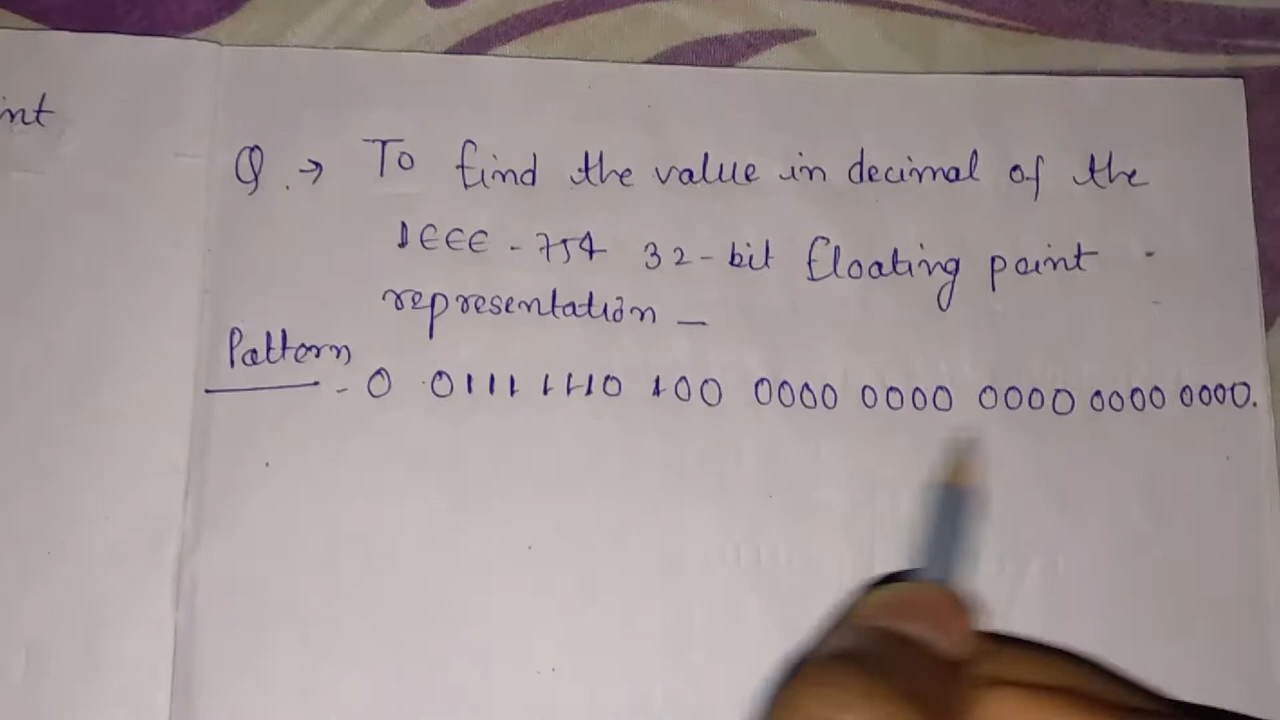 nt
Q. → To find the value in decimal of the
IEEE - 754 32-bit floating point -
representation —
Pattern
- 0 0111 1110 100 0000 0000 0000 0000 0000.